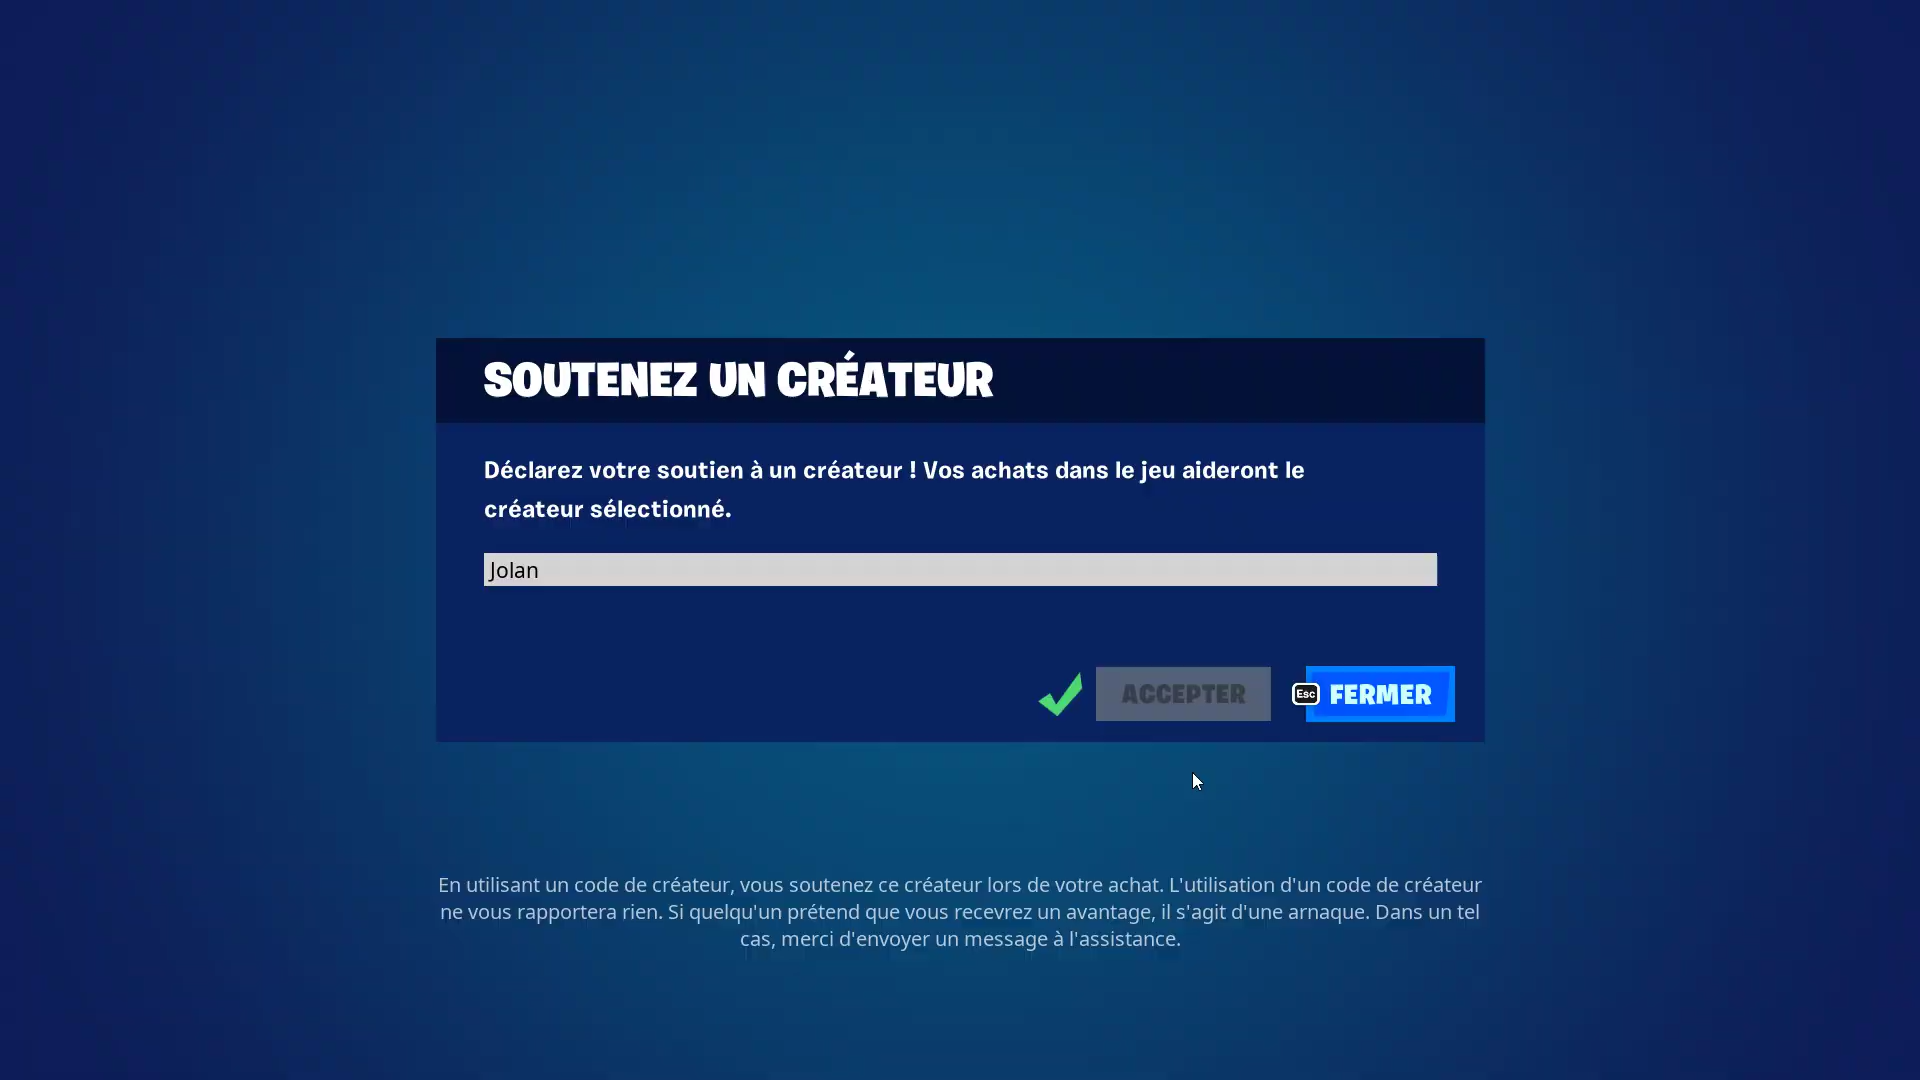 SOUTENEZ UN CRÉATEUR
Déclarez votre soutien à un créateur ! Vos achats dans le jeu aideront le
créateur sélectionné.
Jolan
ACCEPTER
Esc FERMER
En utilisant un code de créateur, vous soutenez ce créateur lors de votre achat. L'utilisation d'un code de créateur
ne vous rapportera rien. Si quelqu'un prétend que vous recevrez un avantage, il s'agit d'une arnaque. Dans un tel
cas, merci d'envoyer un message à l'assistance.